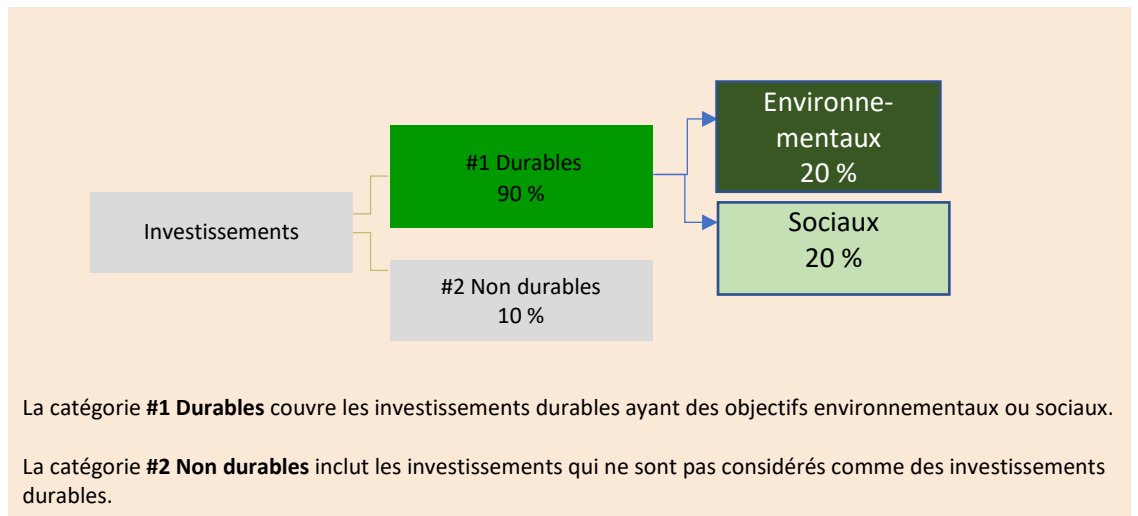 Environne-
mentaux
20 %
#1 Durables
90 %
Sociaux
20 %
Investissements
#2 Non durables
10 %
La catégorie #1 Durables couvre les investissements durables ayant des objectifs environnementaux ou sociaux.
La catégorie #2 Non durables inclut les investissements qui ne sont pas considérés comme des investissements
durables.